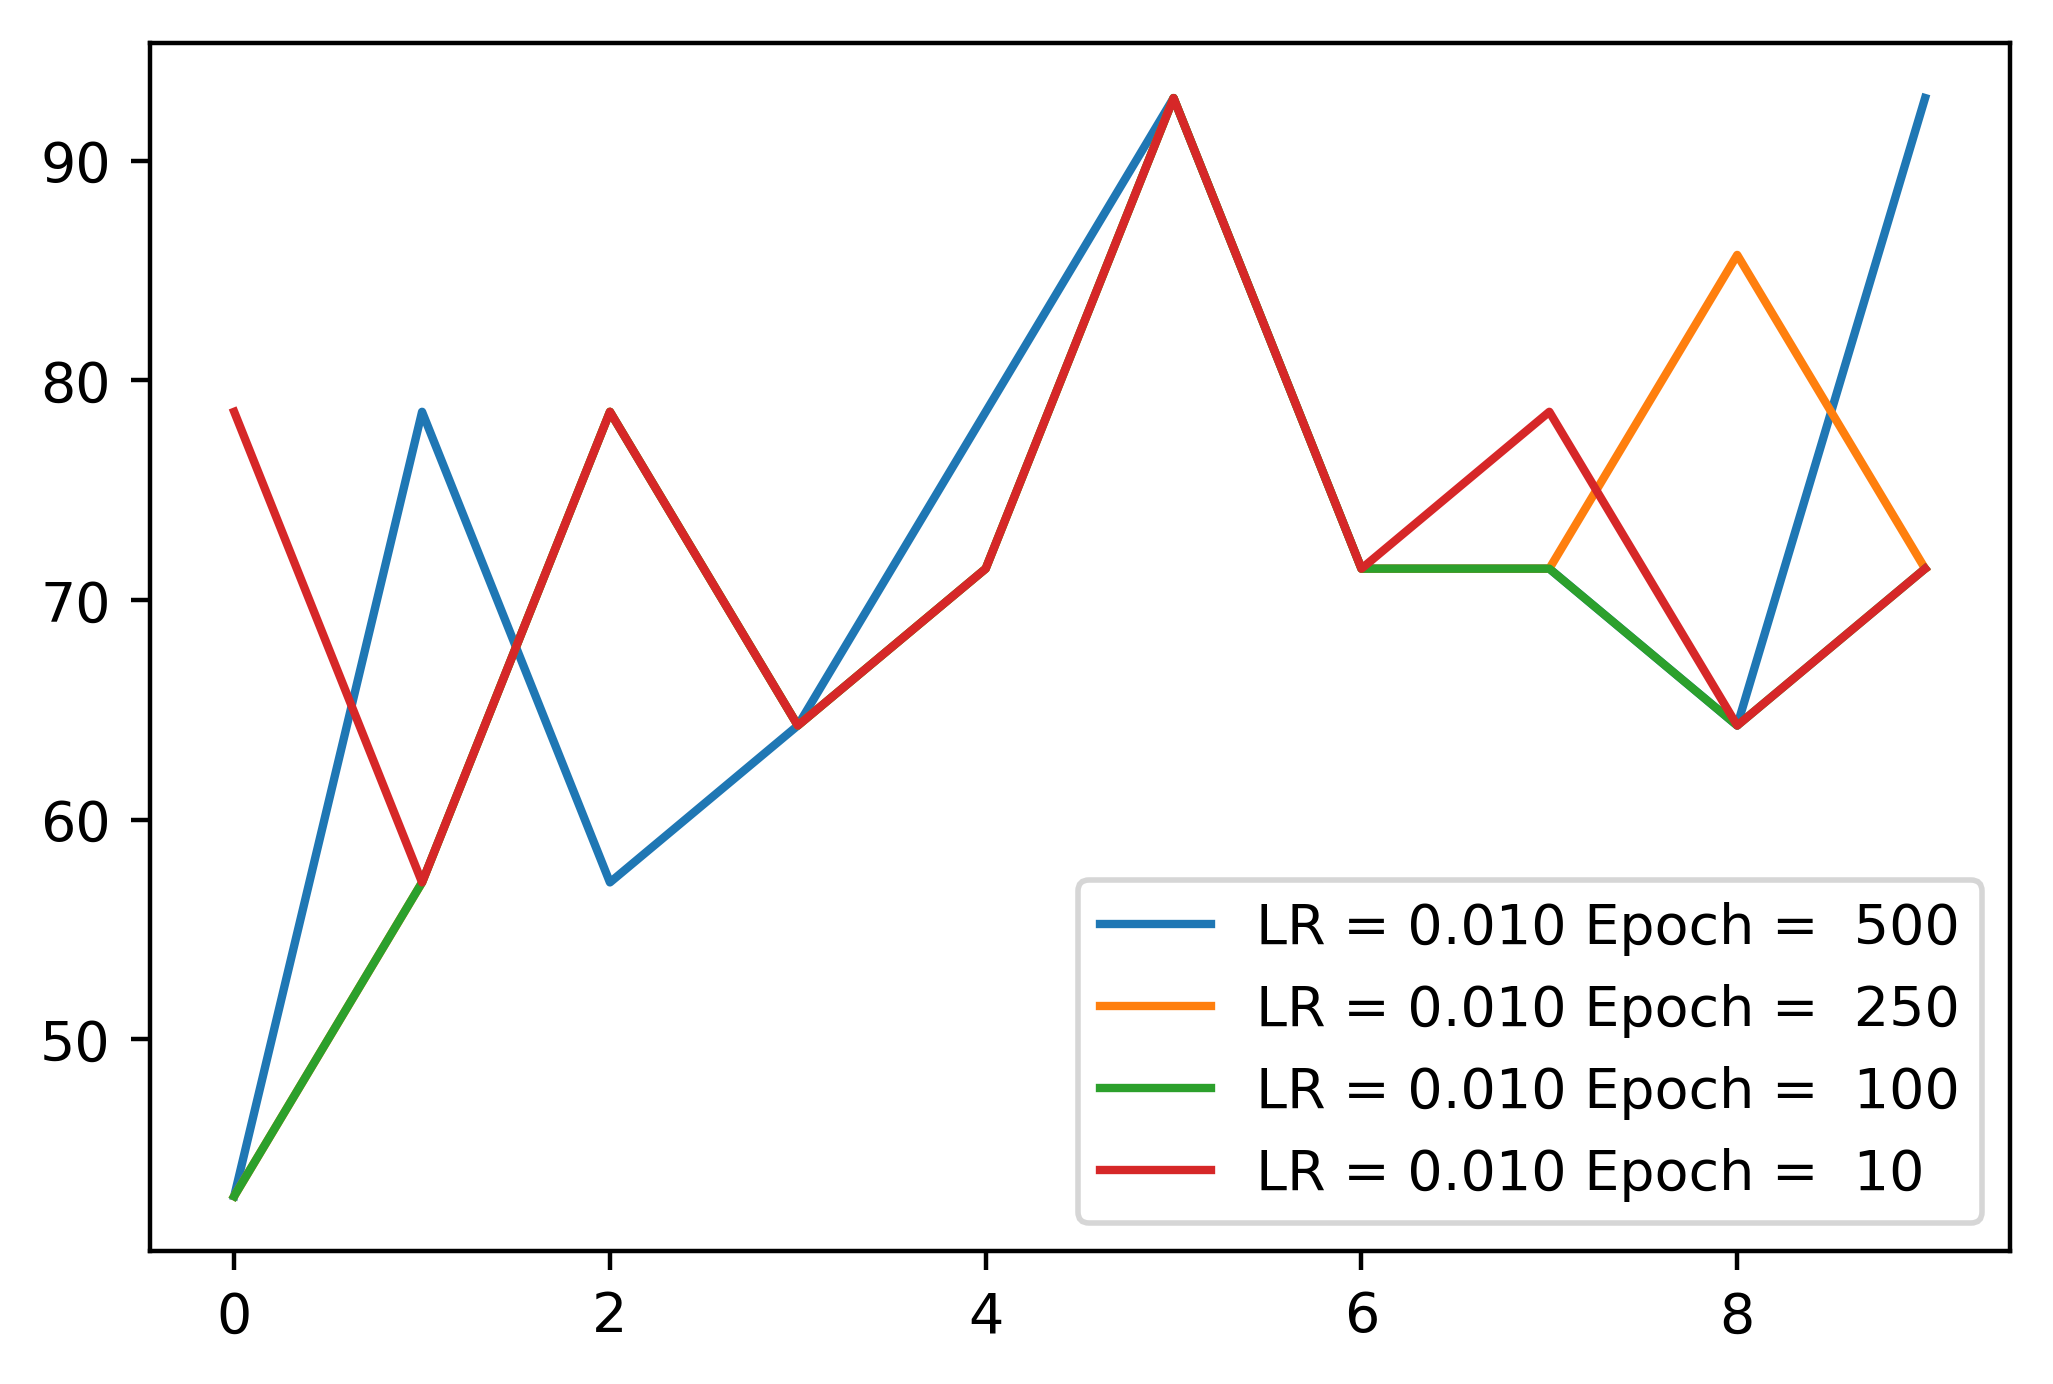 90
80
70
60
50
LR = 0.010 Epoch =  500
LR = 0.010 Epoch =  250
LR = 0.010 Epoch =  100
LR = 0.010 Epoch =  10
0 2 4 6 8